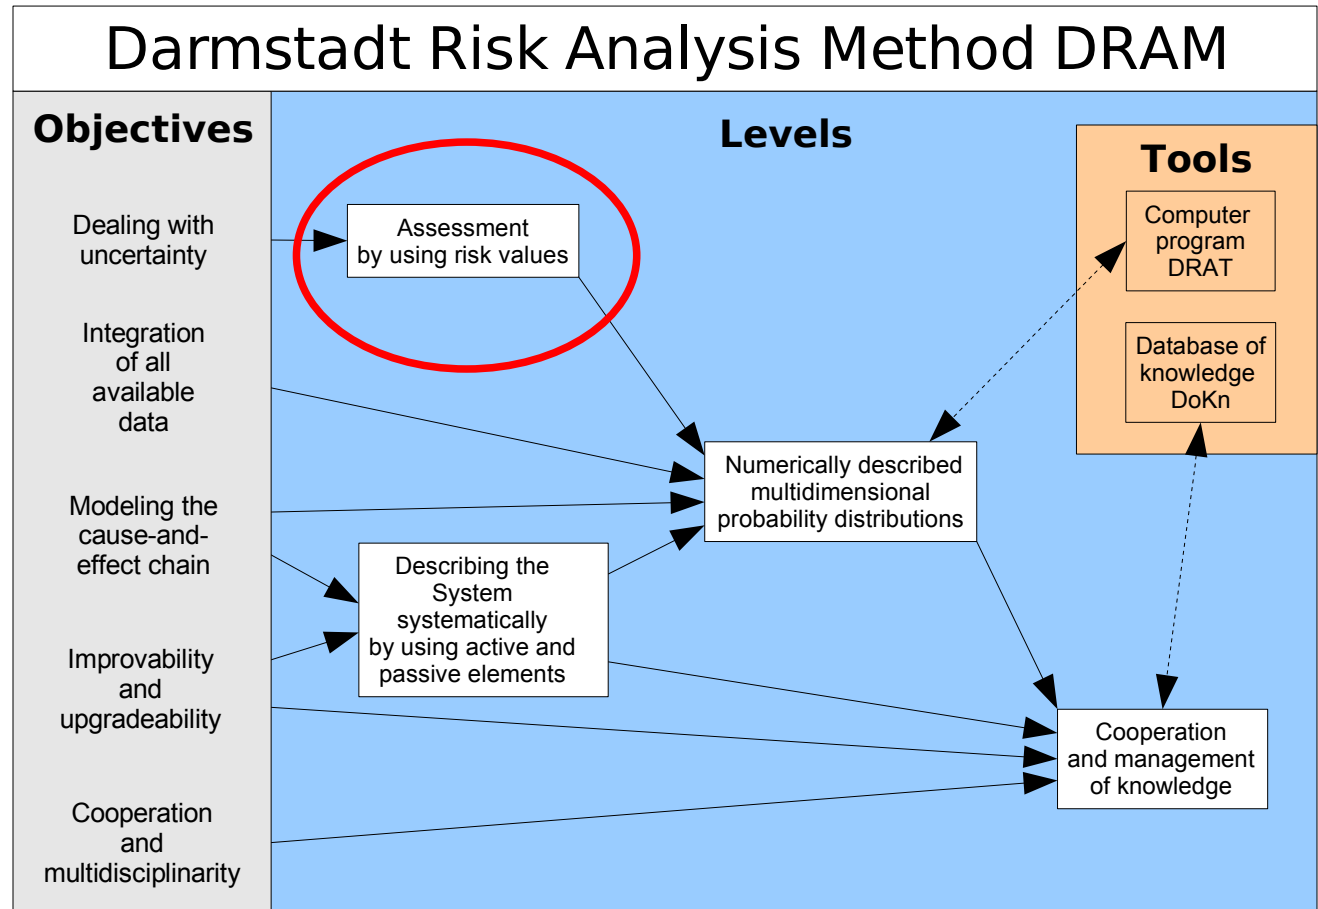 Darmstadt Risk Analysis Method DRAM
Objectives
Dealing with
uncertainty
Integration
of all
available
data
Modeling the
cause-and-
effect chain
Improvability
and
upgradeability
Cooperation
and
multidisciplinarity
Levels
Assessment
by using risk values
Numerically described
multidimensional
probability distributions
Describing the
System
systematically
by using active and
passive elements
Cooperation
and management
of knowledge
Tools
Computer
program
DRAT
Database of
knowledge
DoKn